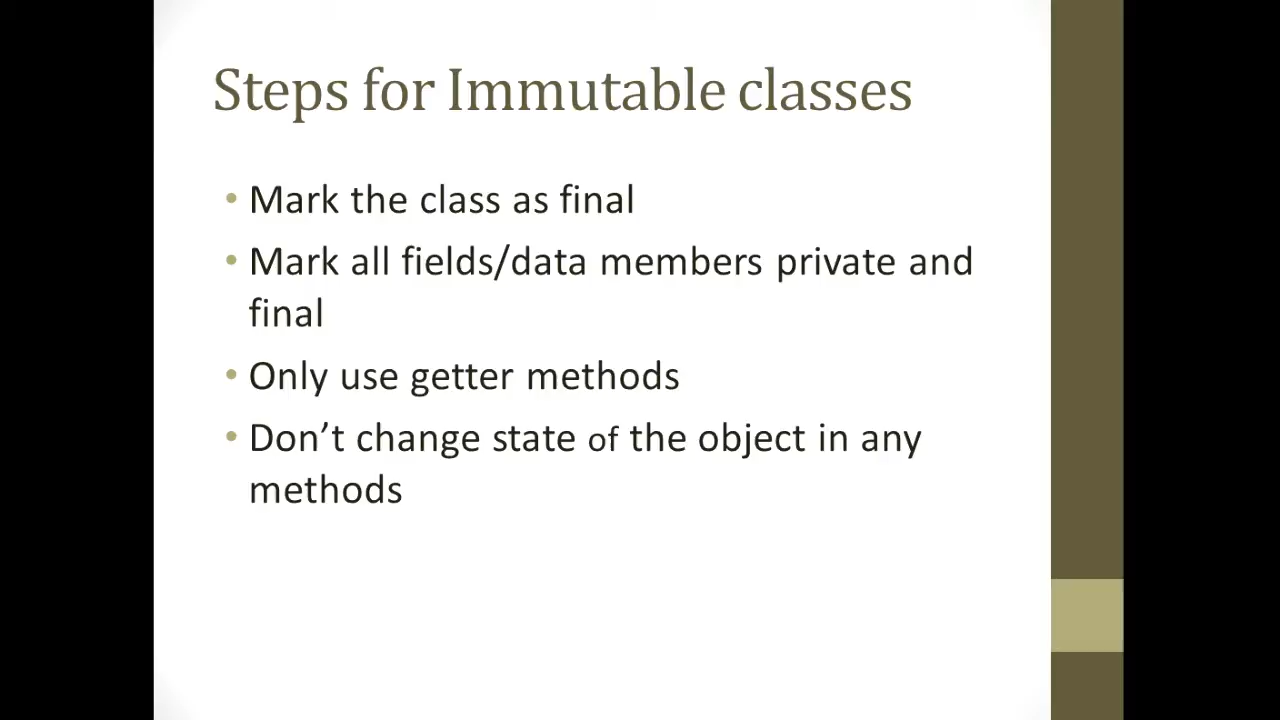 Steps for Immutable classes
• Mark the class as final
• Mark all fields/data members private and
final
• Only use getter methods
• Don’t change state of the object in any
methods